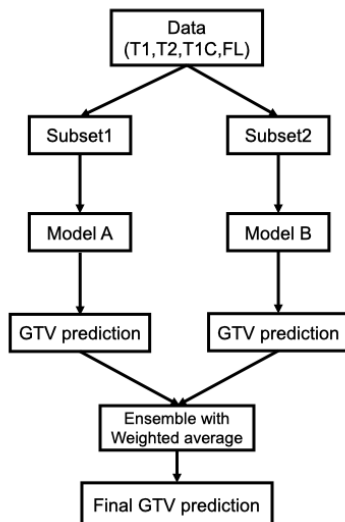 Data
(T1,T2,T1C,FL)
Subset1
Subset2
Model A
Model B
GTV prediction
GTV prediction
Ensemble with
Weighted average
Final GTV prediction